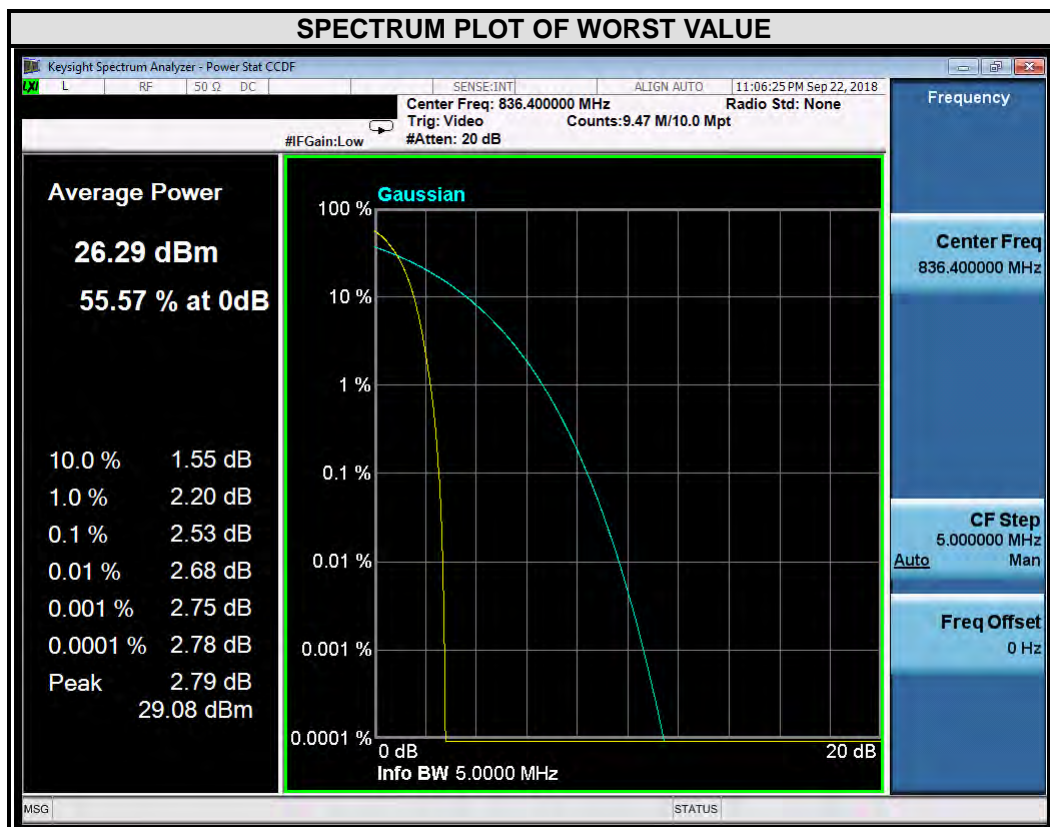 SPECTRUM PLOT OF WORST VALUE
Keysight Spectrum Analyzer - Power Stat CCDF
LXI L RF 50 Ω DC SENSE:INT ALIGN AUTO 11:06:25 PM Sep 22, 2018
Center Freq: 836.400000 MHz Radio Std: None
Trig: Video Counts:9.47 M/10.0 Mpt
#IFGain:Low #Atten: 20 dB
Frequency
Average Power
26.29 dBm
55.57 % at 0dB
10.0 % 1.55 dB
1.0 % 2.20 dB
0.1 % 2.53 dB
0.01 % 2.68 dB
0.001 % 2.75 dB
0.0001 % 2.78 dB
Peak 2.79 dB
29.08 dBm
Gaussian
100 %
10 %
1 %
0.1 %
0.01 %
0.001 %
0.0001 %
0 dB 20 dB
Info BW 5.0000 MHz
Center Freq
836.400000 MHz
CF Step
5.000000 MHz
Auto Man
Freq Offset
0 Hz
MSG STATUS